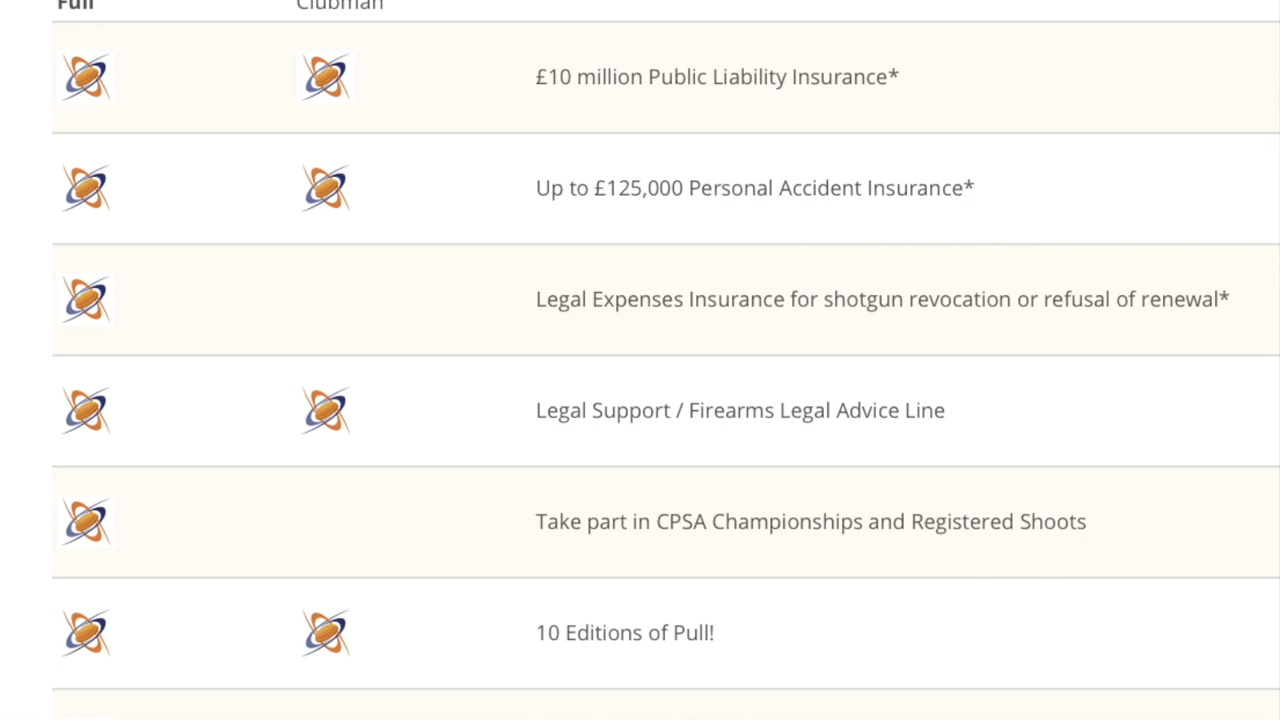 Full Clubman
£10 million Public Liability Insurance*
Up to £125,000 Personal Accident Insurance*
Legal Expenses Insurance for shotgun revocation or refusal of renewal*
Legal Support / Firearms Legal Advice Line
Take part in CPSA Championships and Registered Shoots
10 Editions of Pull!